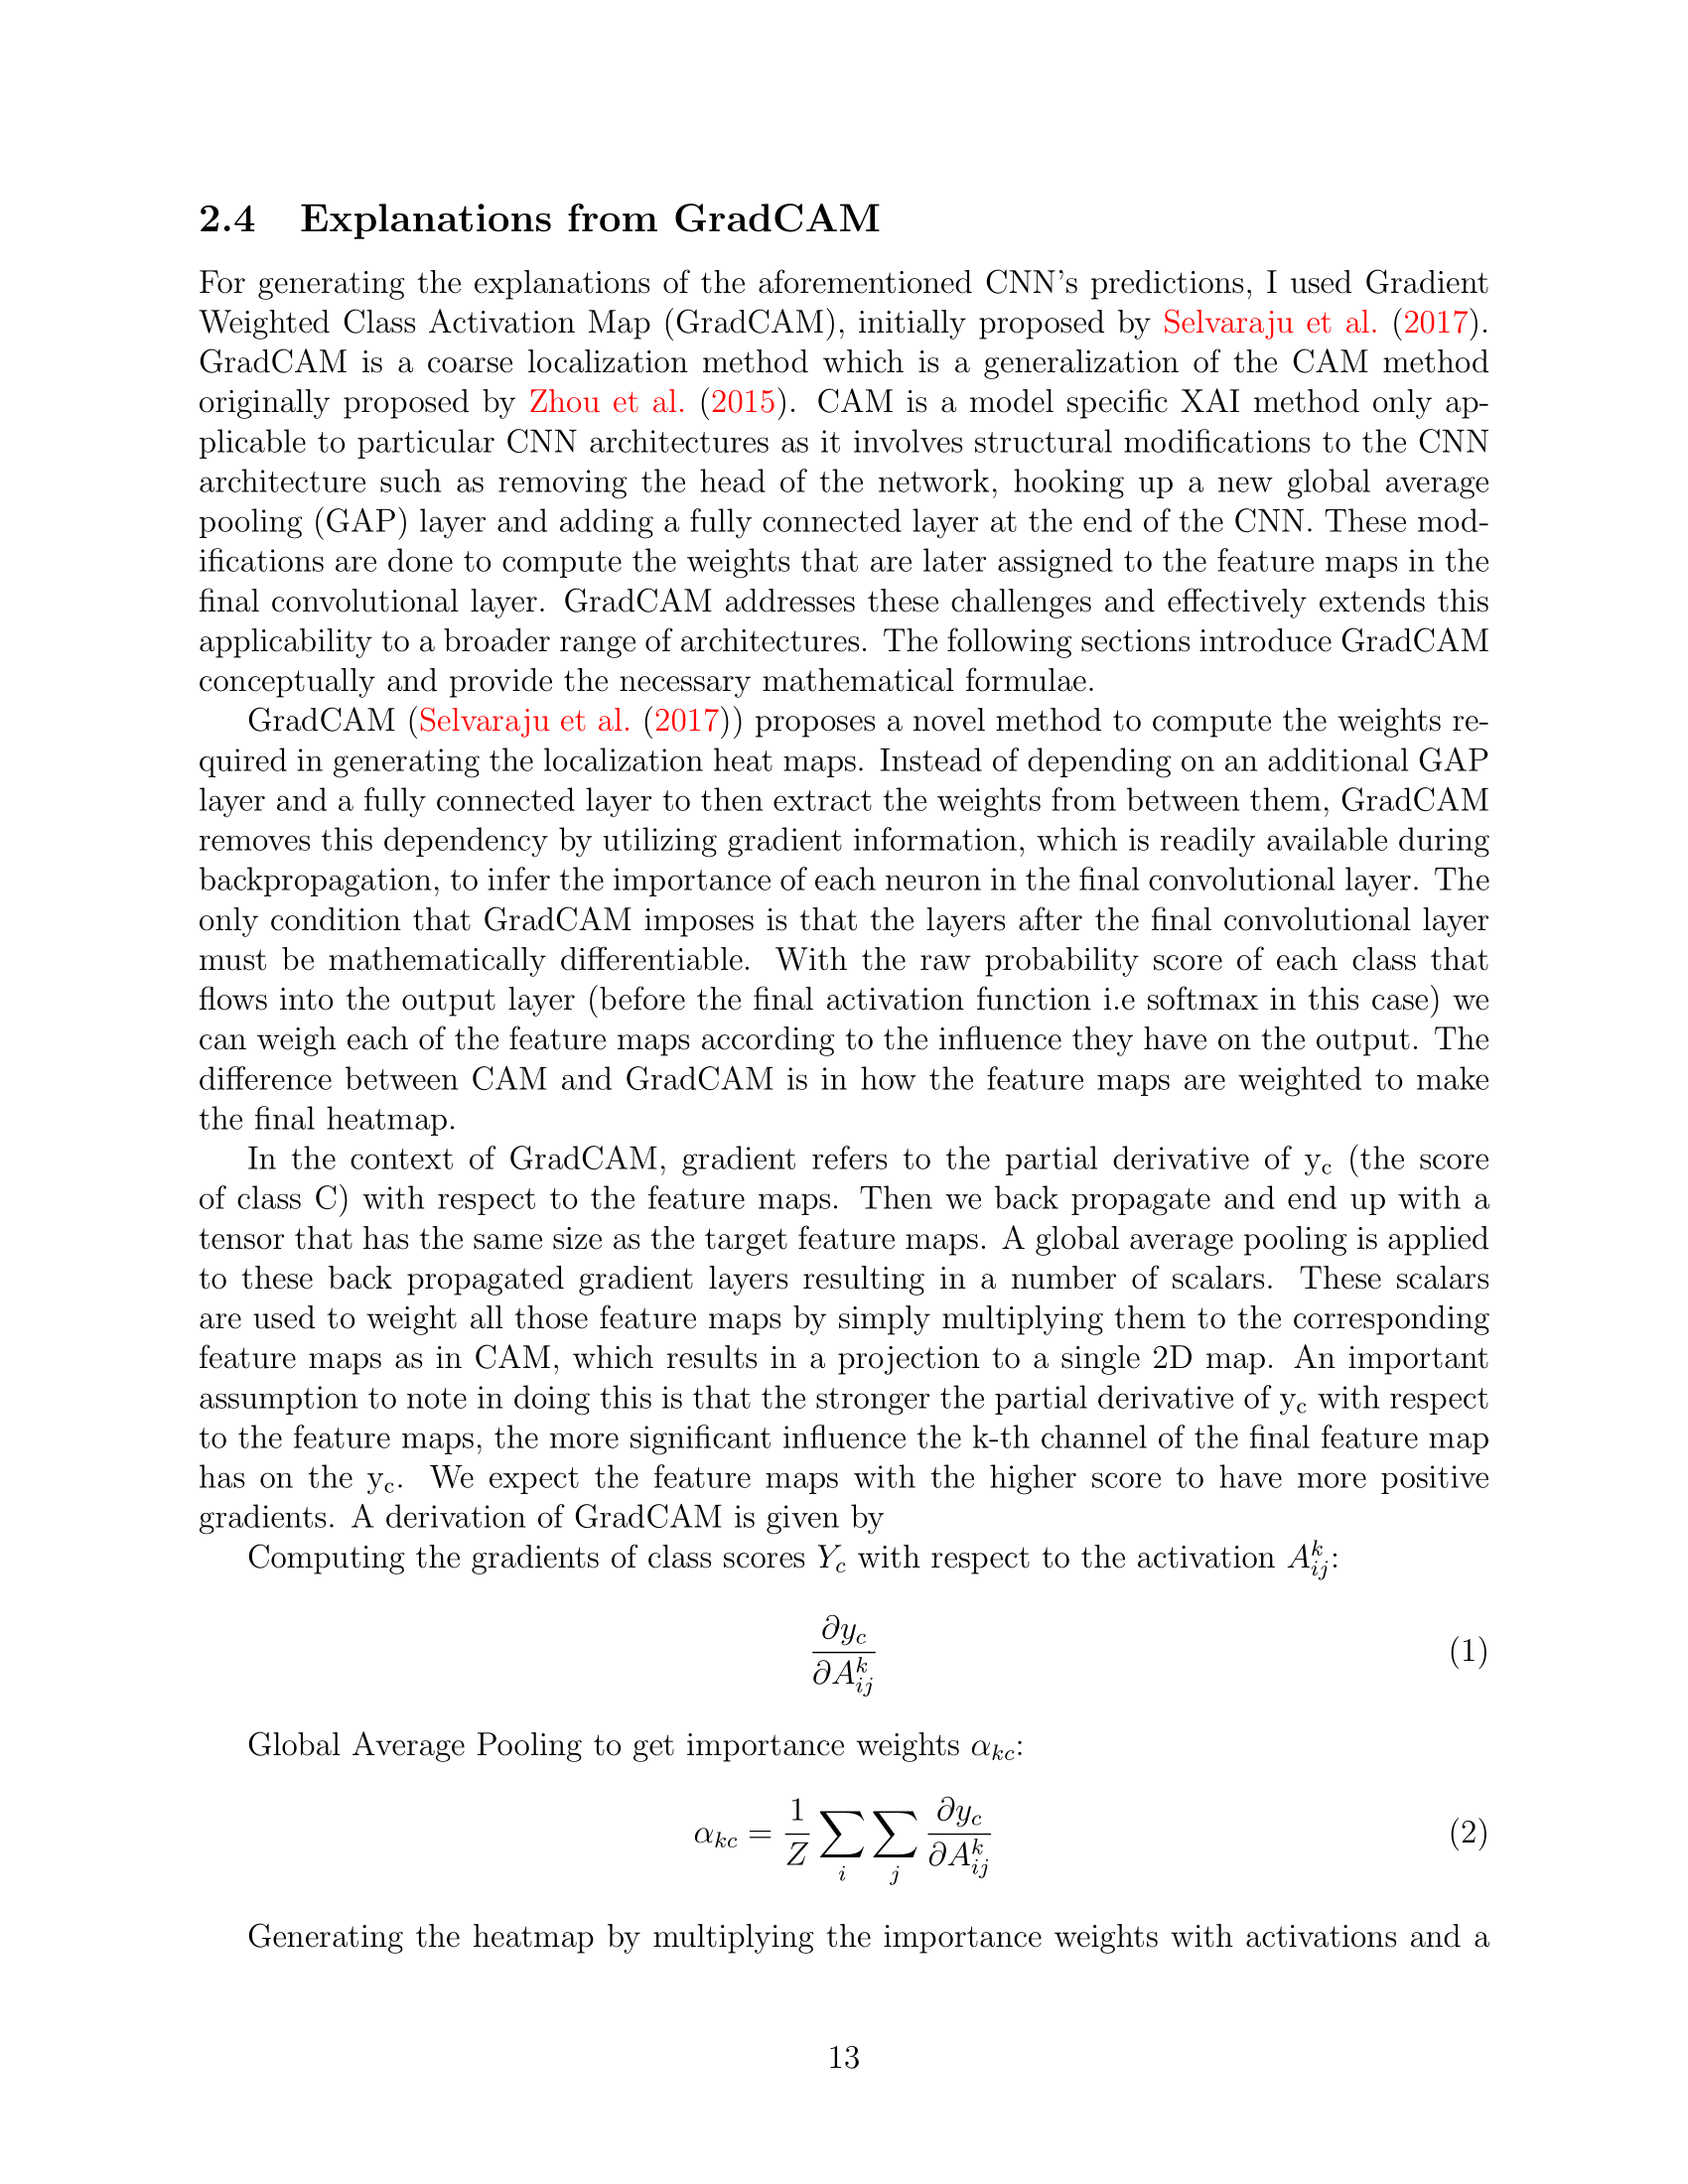 2.4 Explanations from GradCAM
For generating the explanations of the aforementioned CNN's predictions, I used Gradient
Weighted Class Activation Map (GradCAM), initially proposed by Selvaraju et al. (2017).
GradCAM is a coarse localization method which is a generalization of the CAM method
originally proposed by Zhou et al. (2015). CAM is a model specific XAI method only ap-
plicable to particular CNN architectures as it involves structural modifications to the CNN
architecture such as removing the head of the network, hooking up a new global average
pooling (GAP) layer and adding a fully connected layer at the end of the CNN. These mod-
ifications are done to compute the weights that are later assigned to the feature maps in the
final convolutional layer. GradCAM addresses these challenges and effectively extends this
applicability to a broader range of architectures. The following sections introduce GradCAM
conceptually and provide the necessary mathematical formulae.
GradCAM (Selvaraju et al. (2017)) proposes a novel method to compute the weights re-
quired in generating the localization heat maps. Instead of depending on an additional GAP
layer and a fully connected layer to then extract the weights from between them, GradCAM
removes this dependency by utilizing gradient information, which is readily available during
backpropagation, to infer the importance of each neuron in the final convolutional layer. The
only condition that GradCAM imposes is that the layers after the final convolutional layer
must be mathematically differentiable. With the raw probability score of each class that
flows into the output layer (before the final activation function i.e softmax in this case) we
can weigh each of the feature maps according to the influence they have on the output. The
difference between CAM and GradCAM is in how the feature maps are weighted to make
the final heatmap.
In the context of GradCAM, gradient refers to the partial derivative of y_c (the score
of class C) with respect to the feature maps. Then we back propagate and end up with a
tensor that has the same size as the target feature maps. A global average pooling is applied
to these back propagated gradient layers resulting in a number of scalars. These scalars
are used to weight all those feature maps by simply multiplying them to the corresponding
feature maps as in CAM, which results in a projection to a single 2D map. An important
assumption to note in doing this is that the stronger the partial derivative of y_c with respect
to the feature maps, the more significant influence the k-th channel of the final feature map
has on the y_c. We expect the feature maps with the higher score to have more positive
gradients. A derivation of GradCAM is given by
Computing the gradients of class scores Y_c with respect to the activation A_{ij}^k:
\frac{∂y_c}{∂A_{ij}^k} (1)
Global Average Pooling to get importance weights α_{kc}:
α_{kc} = \frac{1}{Z} ∑_i ∑_j \frac{∂y_c}{∂A_{ij}^k} (2)
Generating the heatmap by multiplying the importance weights with activations and a
13